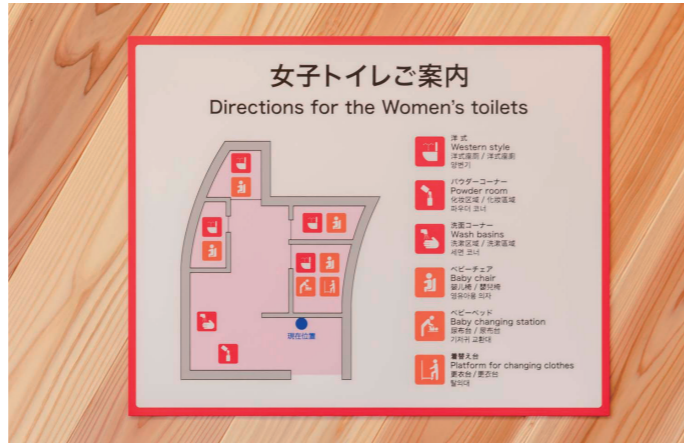 女子トイレご案内
Directions for the Women's toilets
洋式
Western style
洋式座厕 / 洋式座廁
양변기
パウダーコーナー
Powder room
化妆区域 / 化妝區域
파우더 코너
洗面コーナー
Wash basins
洗漱区域 / 洗漱區域
세면 코너
ベビーチェア
Baby chair
婴儿椅 / 嬰兒椅
영유아용 의자
ベビーベッド
Baby changing station
尿布台 / 尿布台
기저귀 교환대
着替え台
Platform for changing clothes
更衣台 / 更衣台
탈의대
現在位置